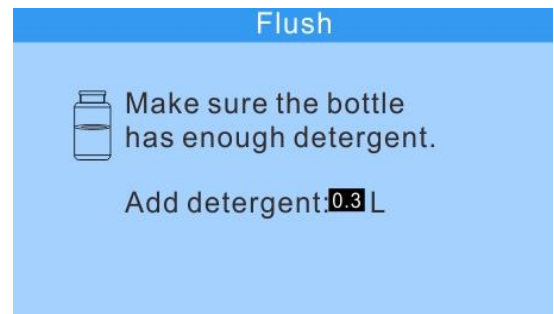 Flush
Make sure the bottle
has enough detergent.
Add detergent:0.3 L